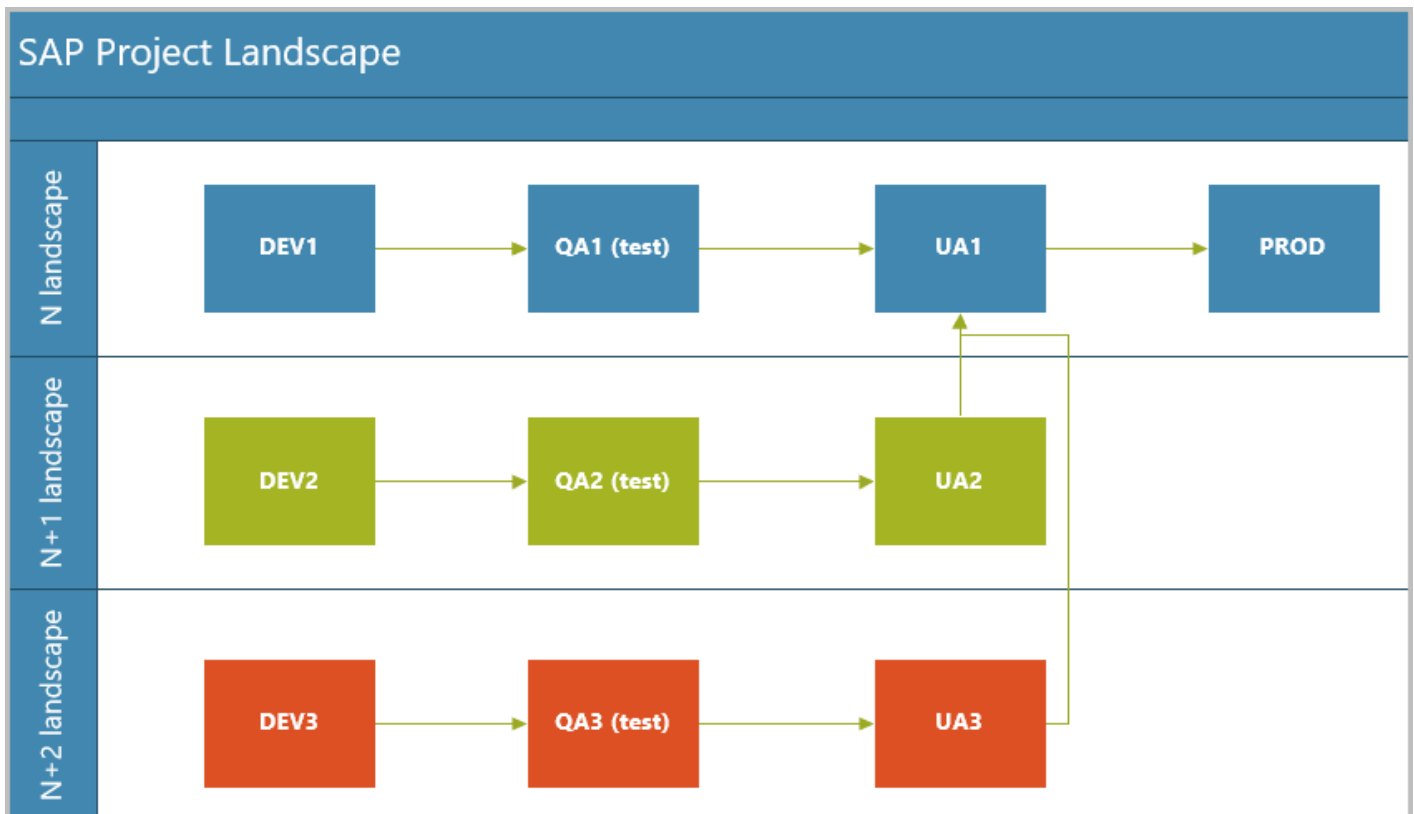 SAP Project Landscape
N landscape
DEV1
QA1 (test)
UA1
PROD
N+1 landscape
DEV2
QA2 (test)
UA2
N+2 landscape
DEV3
QA3 (test)
UA3